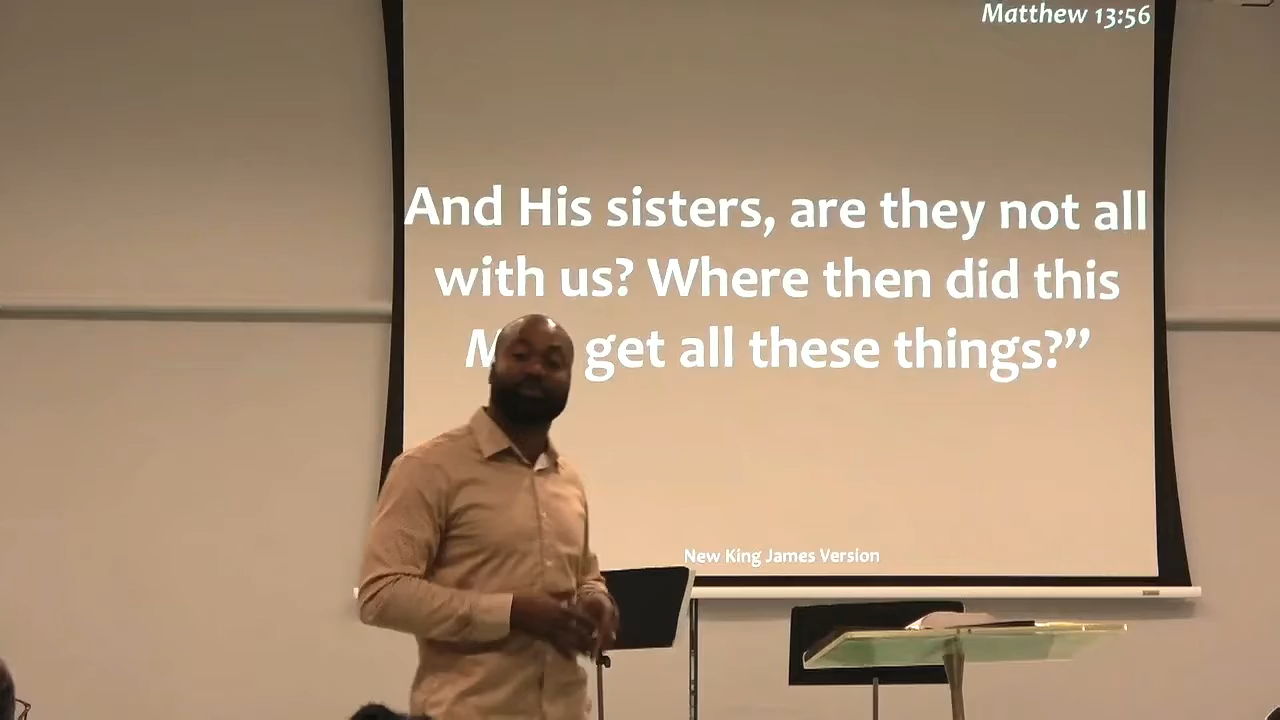 Matthew 13:56
And His sisters, are they not all
with us? Where then did this
get all these things?”
New King James Version